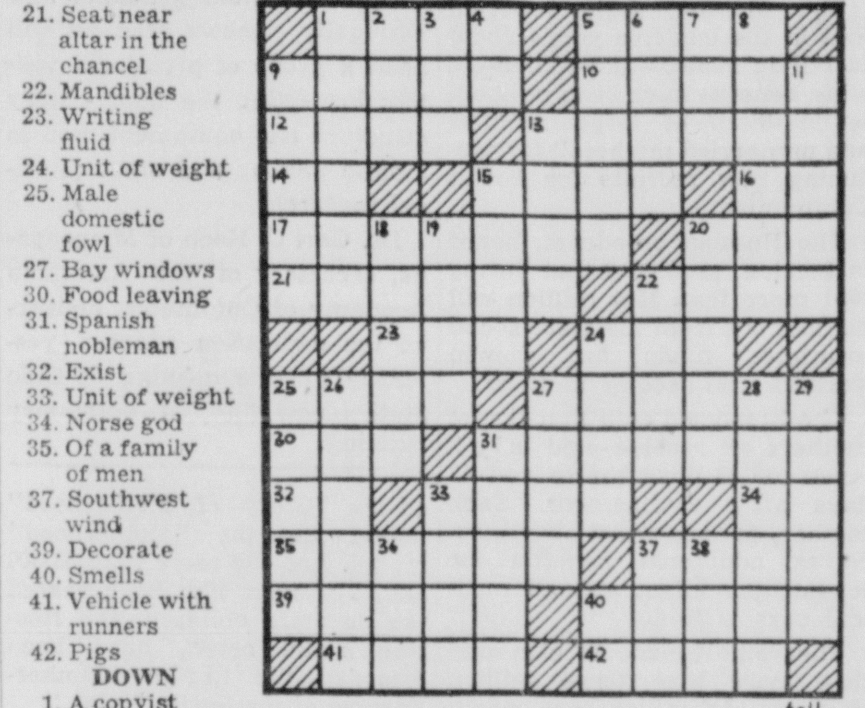 21. Seat near
altar in the
chancel
22. Mandibles
23. Writing
fluid
24. Unit of weight
25. Male
domestic
fowl
27. Bay windows
30. Food leaving
31. Spanish
nobleman
32. Exist
33. Unit of weight
34. Norse god
35. Of a family
of men
37. Southwest
wind
39. Decorate
40. Smells
41. Vehicle with
runners
42. Pigs
DOWN
1. A copyist
1 2 3 4 5 6 7 8
9 10 11
12 13
14 15 16
17 18 19 20
21 22
23 24
25 26 27 28 29
30 31
32 33 34
35 36 37 38
39 40
41 42